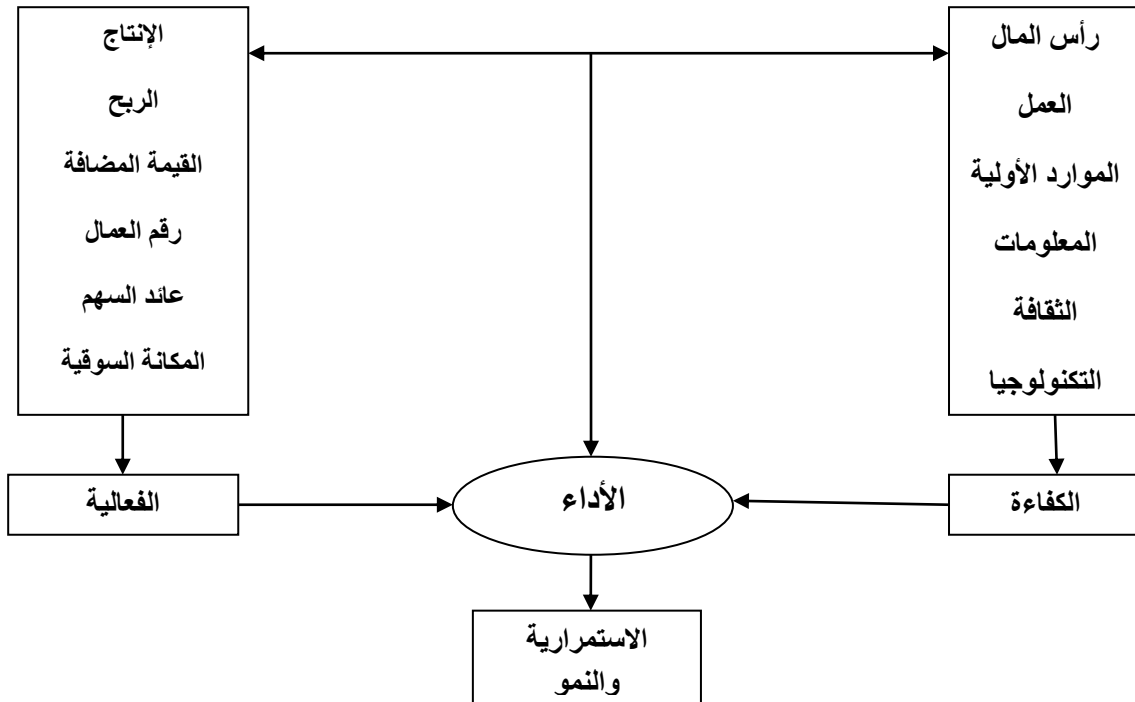 رأس المال
العمل
الموارد الأولية
المعلومات
الثقافة
التكنولوجيا
الإنتاج
الربح
القيمة المضافة
رقم العمال
عائد السهم
المكانة السوقية
الكفاءة
الأداء
الفعالية
الاستمرارية
والنمو